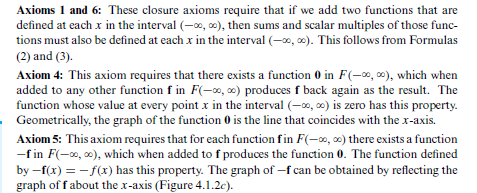 Axioms 1 and 6: These closure axioms require that if we add two functions that are
defined at each x in the interval (−∞, ∞), then sums and scalar multiples of those func-
tions must also be defined at each x in the interval (−∞, ∞). This follows from Formulas
(2) and (3).
Axiom 4: This axiom requires that there exists a function 0 in F(−∞, ∞), which when
added to any other function f in F(−∞, ∞) produces f back again as the result. The
function whose value at every point x in the interval (−∞, ∞) is zero has this property.
Geometrically, the graph of the function 0 is the line that coincides with the x-axis.
Axiom 5: This axiom requires that for each function f in F(−∞, ∞) there exists a function
−f in F(−∞, ∞), which when added to f produces the function 0. The function defined
by −f(x) = −f(x) has this property. The graph of −f can be obtained by reflecting the
graph of f about the x-axis (Figure 4.1.2c).